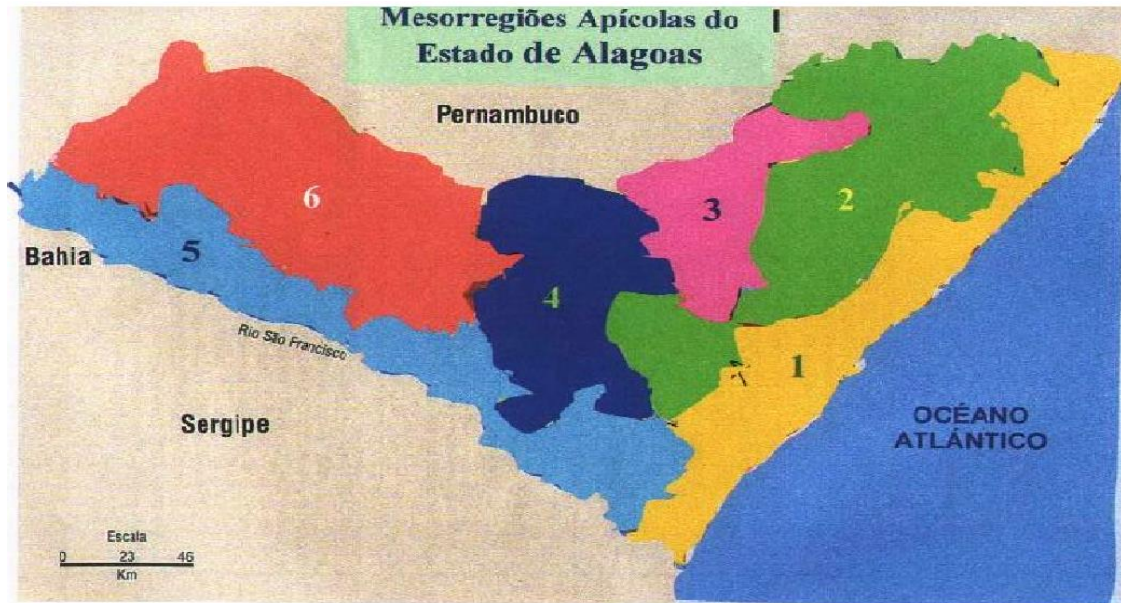 Mesorregiões Apícolas do
Estado de Alagoas
Pernambuco
6
3
2
5
Bahia
4
Rio São Francisco
1
Sergipe
OCÉANO
ATLÁNTICO
Escala
0 23 46
Km